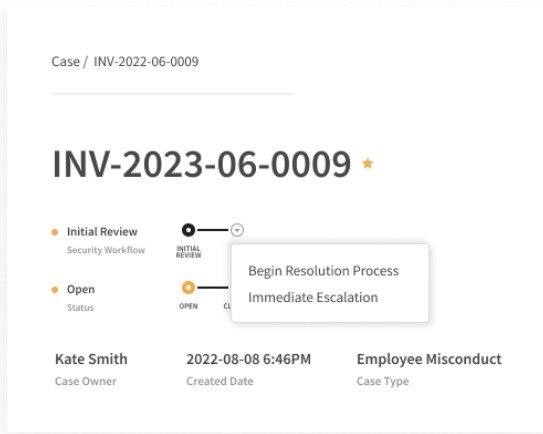 Case / INV-2022-06-0009
INV-2023-06-0009
Initial Review
Security Workflow
INITIAL
REVIEW
Begin Resolution Process
Immediate Escalation
Open
Status
OPEN
Kate Smith
Case Owner
2022-08-08 6:46PM
Created Date
Employee Misconduct
Case Type